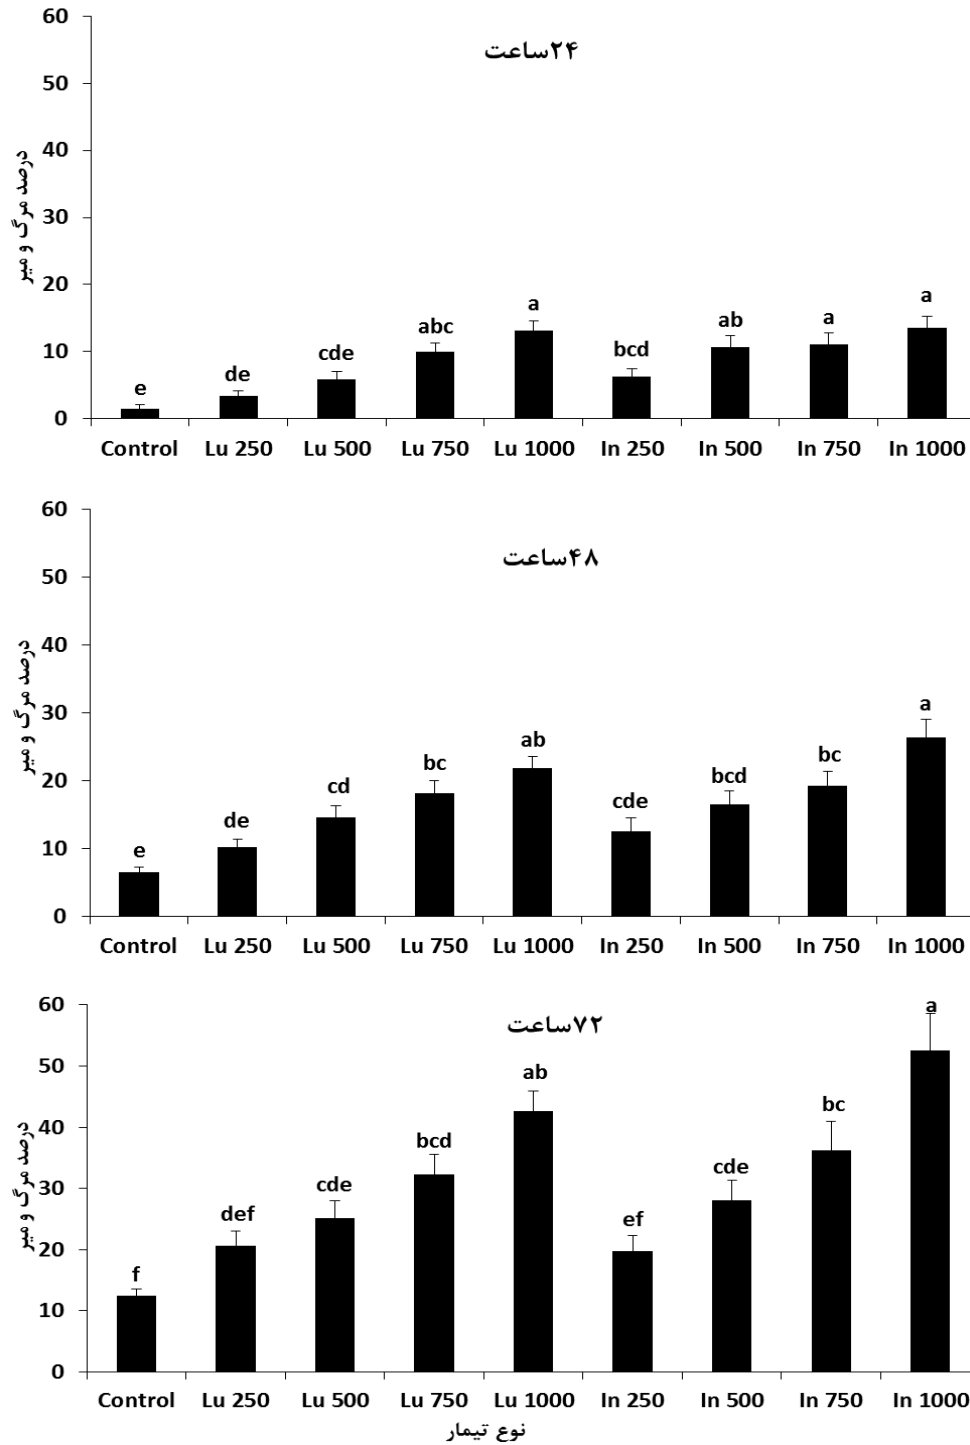 ۲۴ساعت
درصد مرگ و میر
60
50
40
30
20
10
0
e
de
cde
abc
a
bcd
ab
a
a
Control Lu 250 Lu 500 Lu 750 Lu 1000 In 250 In 500 In 750 In 1000
۴۸ساعت
درصد مرگ و میر
60
50
40
30
20
10
0
e
de
cd
bc
ab
cde
bcd
bc
a
Control Lu 250 Lu 500 Lu 750 Lu 1000 In 250 In 500 In 750 In 1000
۷۲ساعت
درصد مرگ و میر
60
50
40
30
20
10
0
f
def
cde
bcd
ab
ef
cde
bc
a
Control Lu 250 Lu 500 Lu 750 Lu 1000 In 250 In 500 In 750 In 1000
نوع تیمار